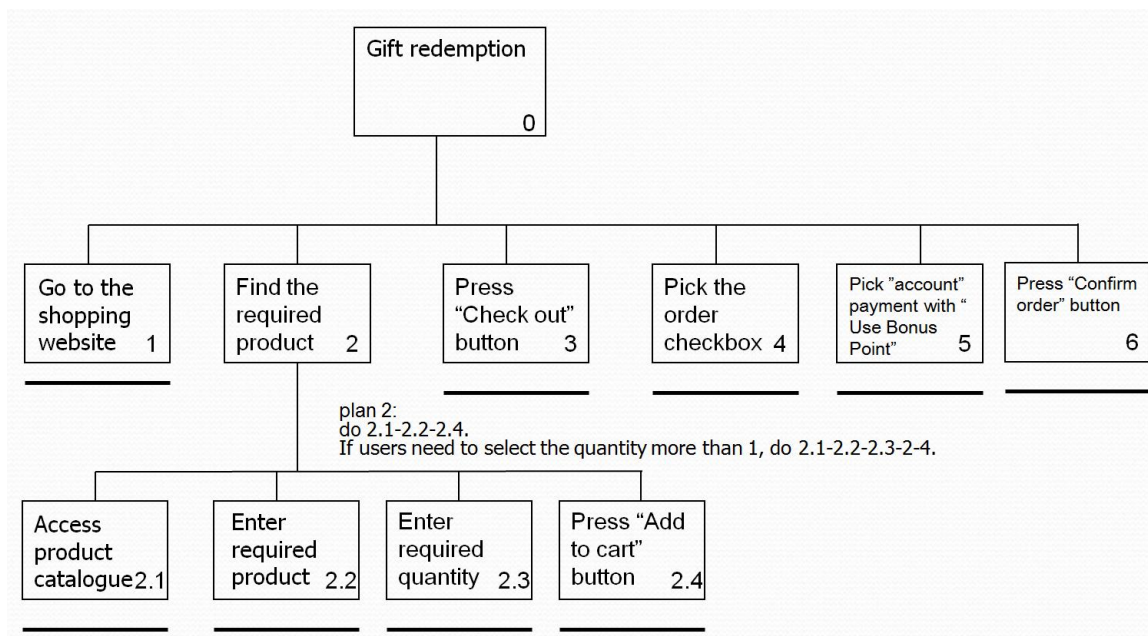 Gift redemption
0
Go to the
shopping
website 1
Find the
required
product 2
Press
“Check out”
button 3
Pick the
order
checkbox 4
Pick ”account”
payment with “
Use Bonus
Point” 5
Press “Confirm
order” button
6
plan 2:
do 2.1-2.2-2.4.
If users need to select the quantity more than 1, do 2.1-2.2-2.3-2-4.
Access
product
catalogue2.1
Enter
required
product 2.2
Enter
required
quantity 2.3
Press “Add
to cart”
button 2.4